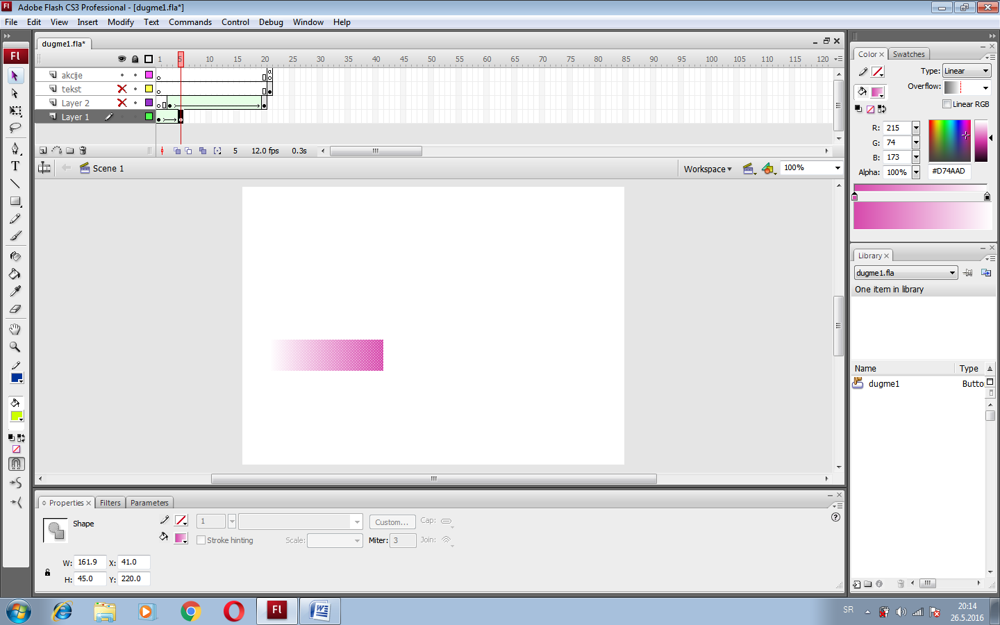 Adobe Flash CS3 Professional - [dugme1.fla*]
File Edit View Insert Modify Text Commands Control Debug Window Help
Fl
dugme1.fla*
1 5 10 15 20 25 30 35 40 45 50 55 60 65 70 75 80 85 90 95 100 105 110 115 120
akcije
tekst
Layer 2
Layer 1
5 12.0 fps 0.3s
Scene 1
Workspace
100%
Color Swatches
Type: Linear
Overflow:
Linear RGB
R: 215
G: 74
B: 173
Alpha: 100% #D74AAD
Library
dugme1.fla
One item in library
Name Type
dugme1 Butto
Properties Filters Parameters
Shape
1 Custom... Cap:
Stroke hinting Scale: Miter: 3 Join:
W: 161.9 X: 41.0
H: 45.0 Y: 220.0
Fl
W
SR
20:14
26.5.2016